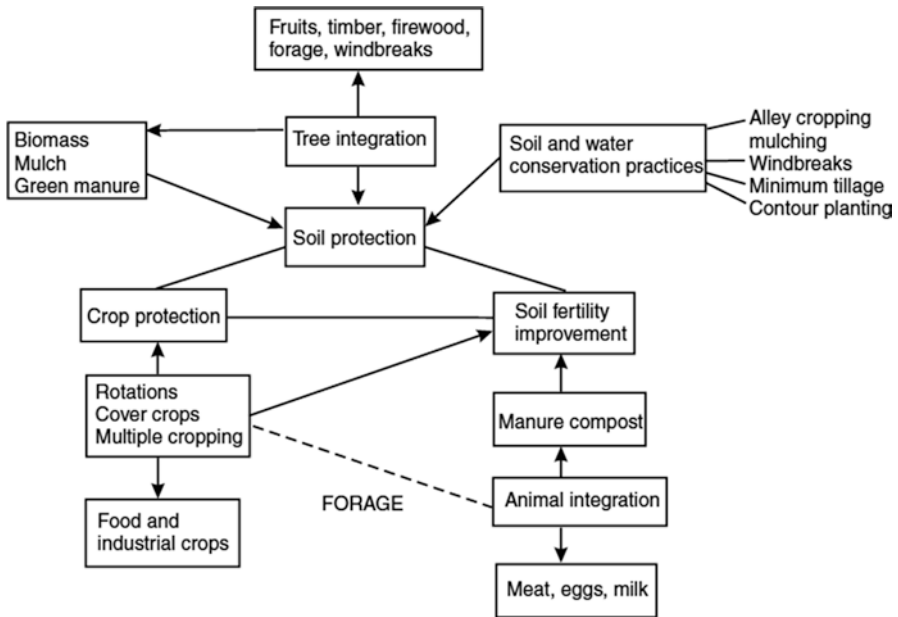 Fruits, timber, firewood,
forage, windbreaks
Biomass
Mulch
Green manure
Tree integration
Soil and water
conservation practices
Alley cropping
mulching
Windbreaks
Minimum tillage
Contour planting
Soil protection
Crop protection
Soil fertility
improvement
Rotations
Cover crops
Multiple cropping
Manure compost
FORAGE
Animal integration
Food and
industrial crops
Meat, eggs, milk